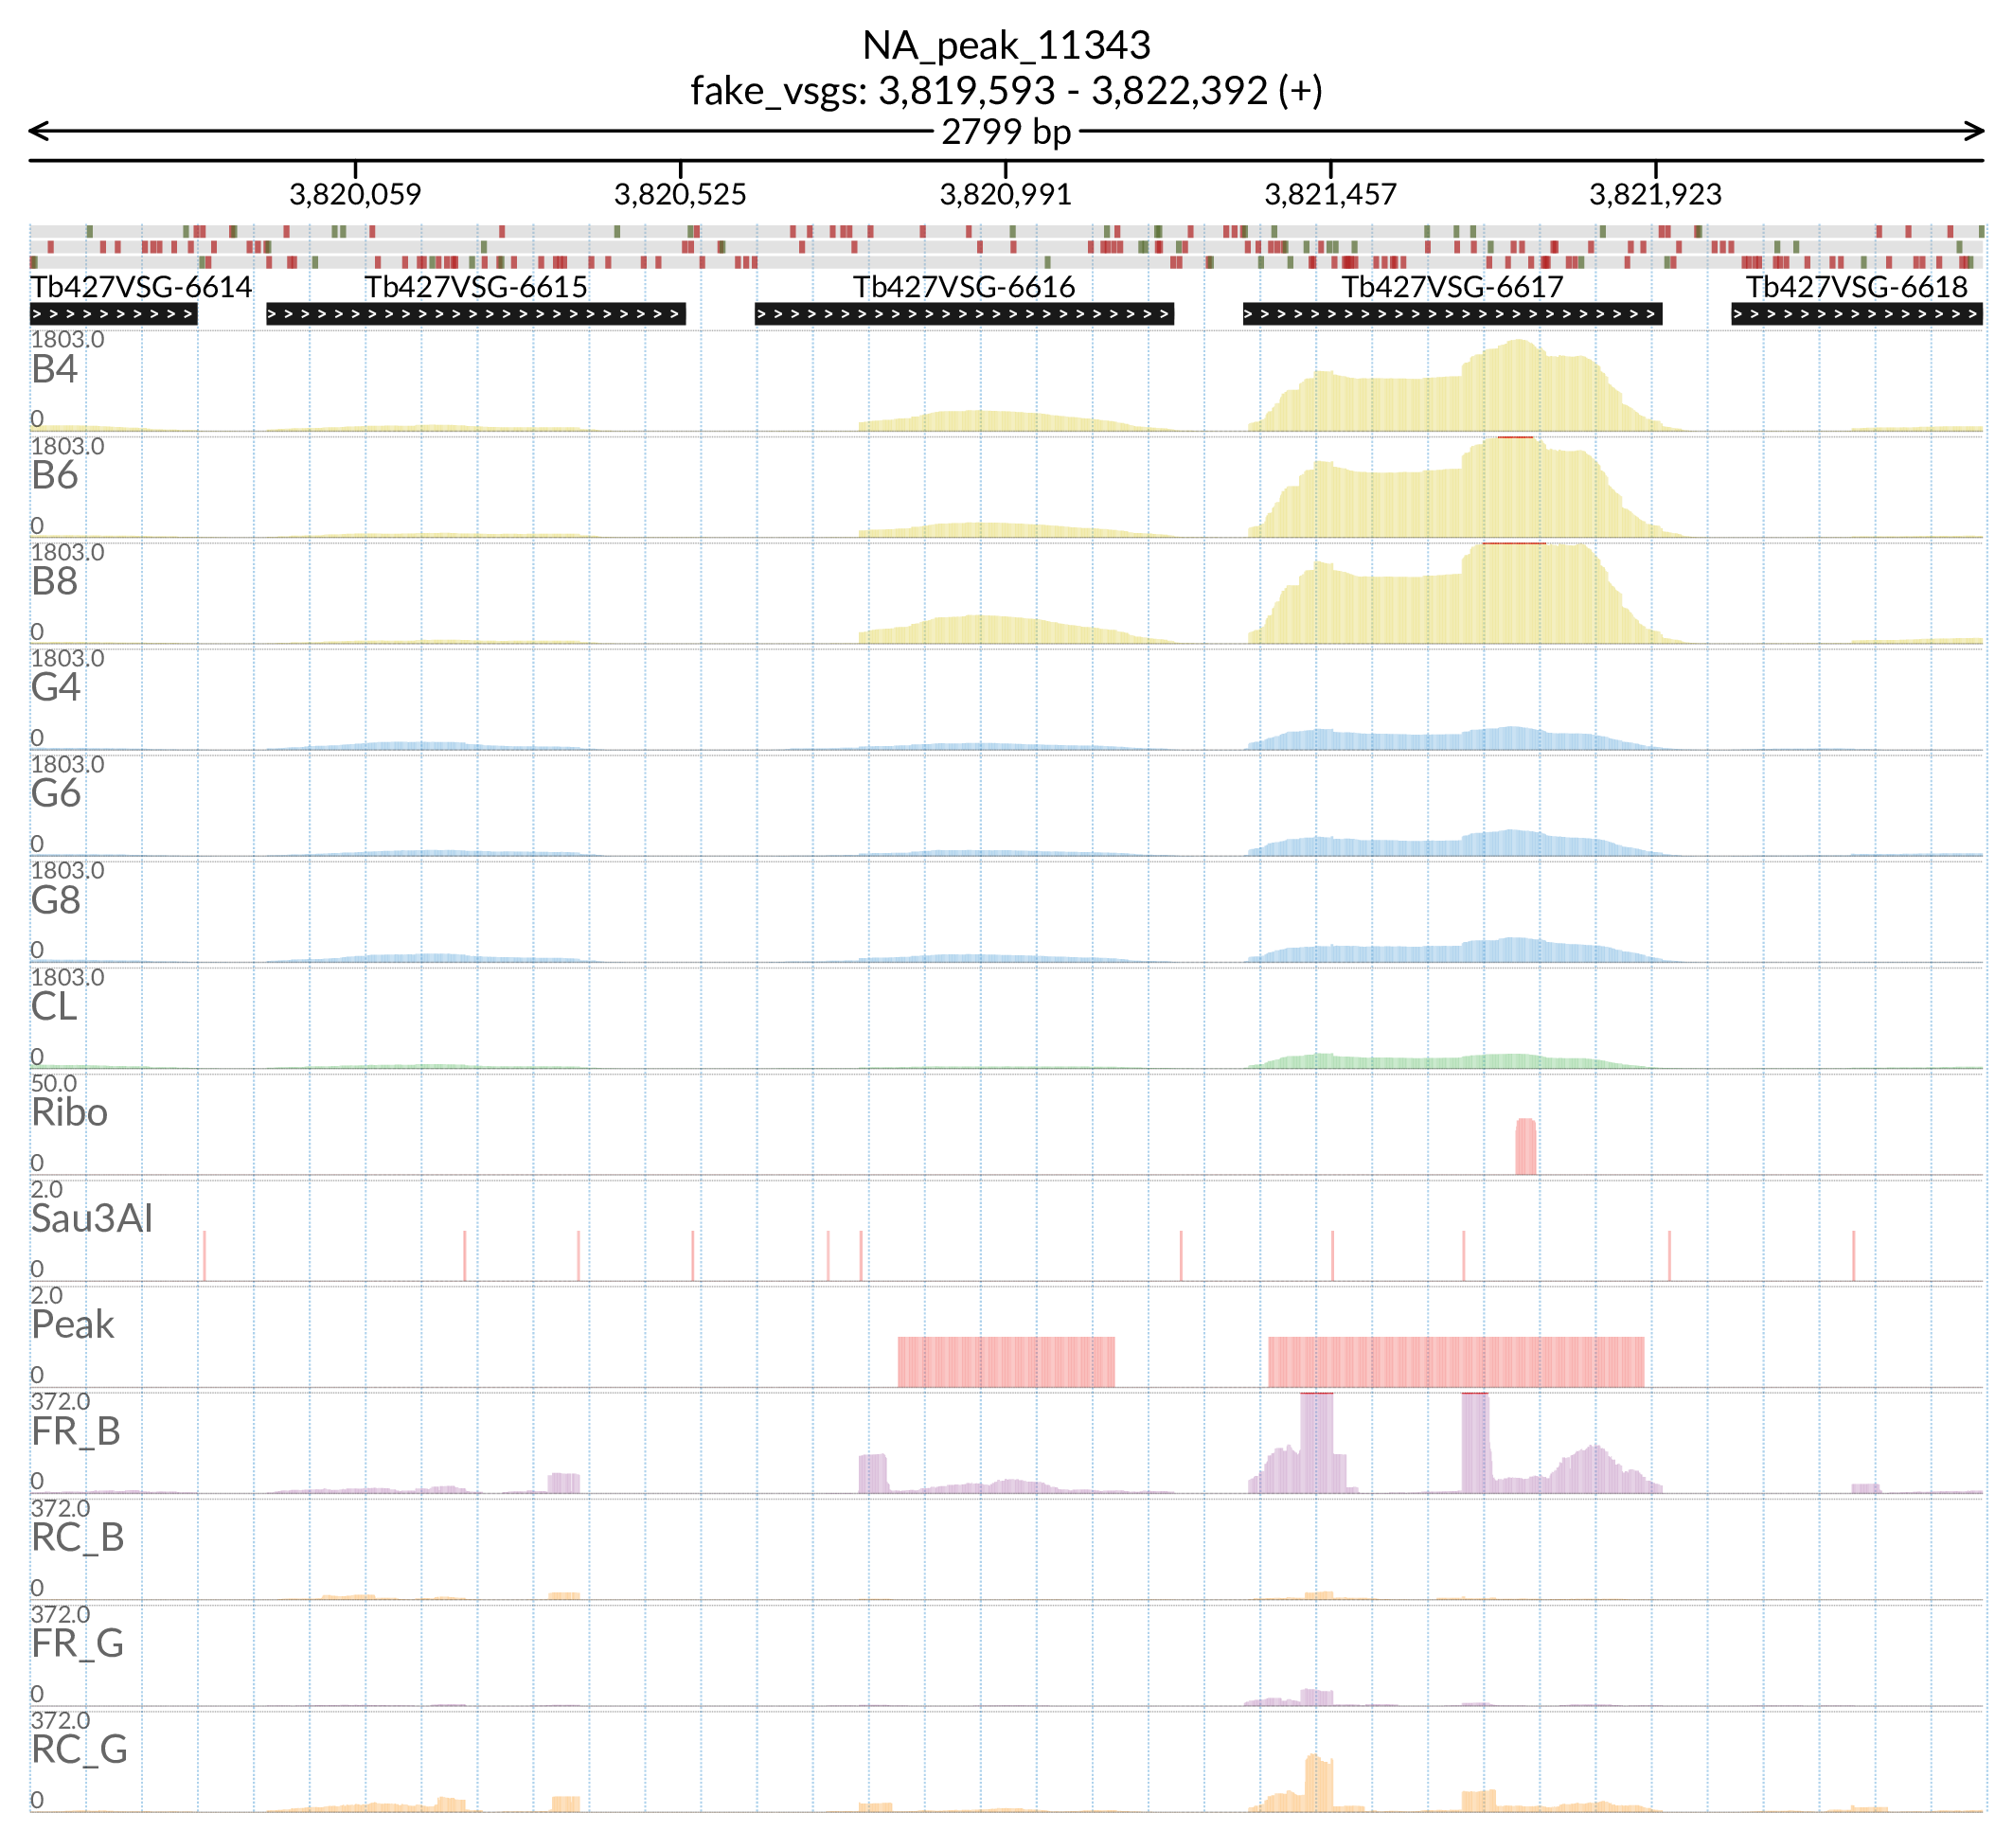 NA_peak_11343
fake_vsgs: 3,819,593 - 3,822,392 (+)
2799 bp
3,820,059 3,820,525 3,820,991 3,821,457 3,821,923
Tb427VSG-6614 Tb427VSG-6615 Tb427VSG-6616 Tb427VSG-6617 Tb427VSG-6618
1803.0
B4
0
1803.0
B6
0
1803.0
B8
0
1803.0
G4
0
1803.0
G6
0
1803.0
G8
0
1803.0
CL
0
50.0
Ribo
0
2.0
Sau3AI
0
2.0
Peak
0
372.0
FR_B
0
372.0
RC_B
0
372.0
FR_G
0
372.0
RC_G
0